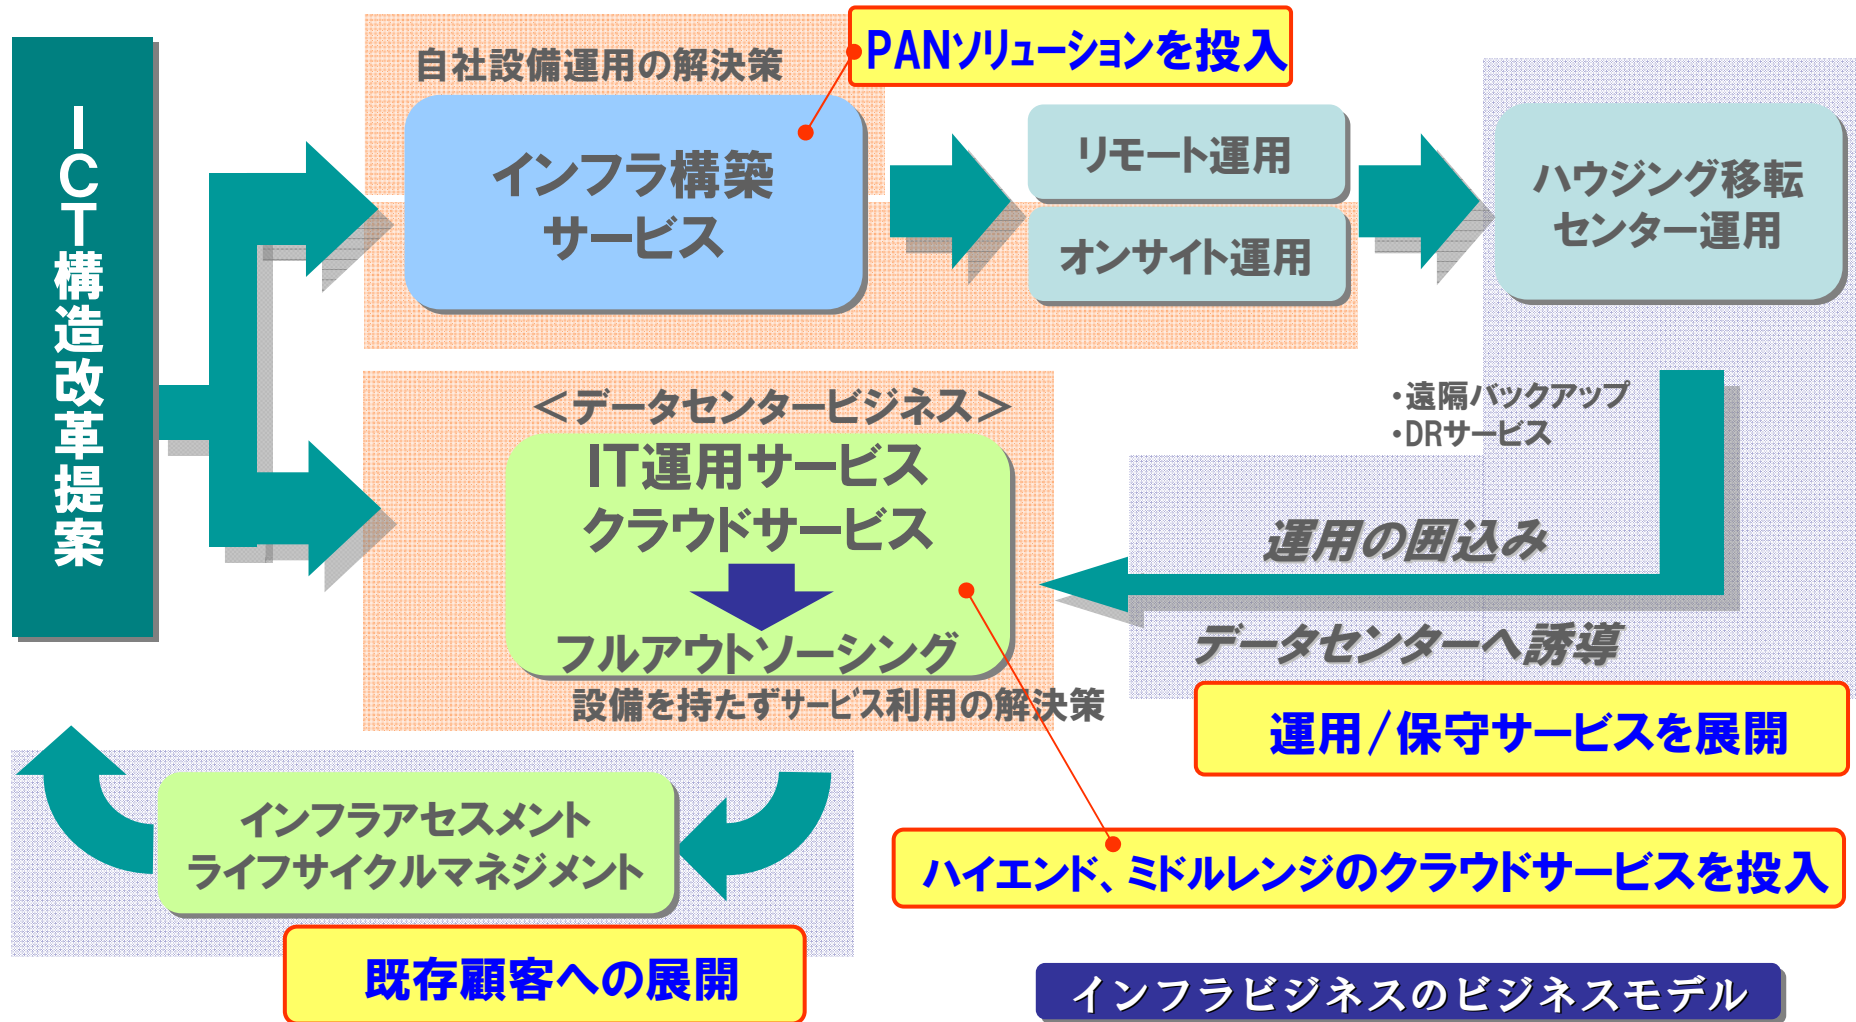 ICT構造改革提案
自社設備運用の解決策
PANソリューションを投入
インフラ構築
サービス
リモート運用
オンサイト運用
ハウジング移転
センター運用
<データセンタービジネス>
IT運用サービス
クラウドサービス
フルアウトソーシング
設備を持たずサービス利用の解決策
・遠隔バックアップ
・DRサービス
運用の囲込み
データセンターへ誘導
運用/保守サービスを展開
インフラアセスメント
ライフサイクルマネジメント
ハイエンド、ミドルレンジのクラウドサービスを投入
既存顧客への展開
インフラビジネスのビジネスモデル